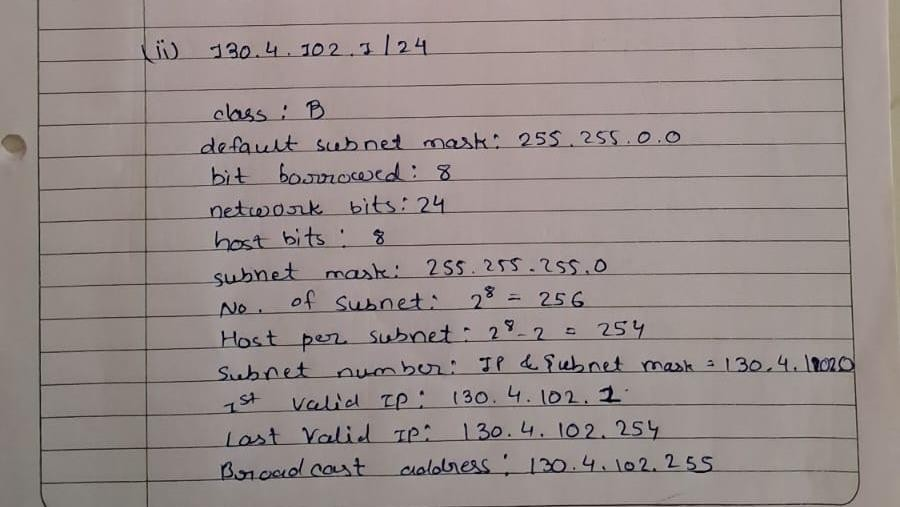 (ii) 130.4.102.1/24
class : B
default subnet mask: 255.255.0.0
bit borrowed: 8
network bits: 24
host bits : 8
subnet mask: 255.255.255.0
No. of Subnet: 2⁸ = 256
Host per subnet: 2⁸-2 = 254
Subnet number: IP & Subnet mask = 130.4.
1st Valid IP: 130.4.102.1
Last Valid IP: 130.4.102.254
Broadcast address: 130.4.102.255